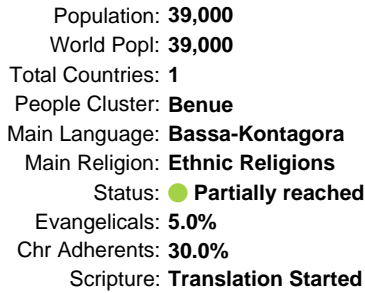 Population: 39,000
World Popl: 39,000
Total Countries: 1
People Cluster: Benue
Main Language: Bassa-Kontagora
Main Religion: Ethnic Religions
Status: Partially reached
Evangelicals: 5.0%
Chr Adherents: 30.0%
Scripture: Translation Started